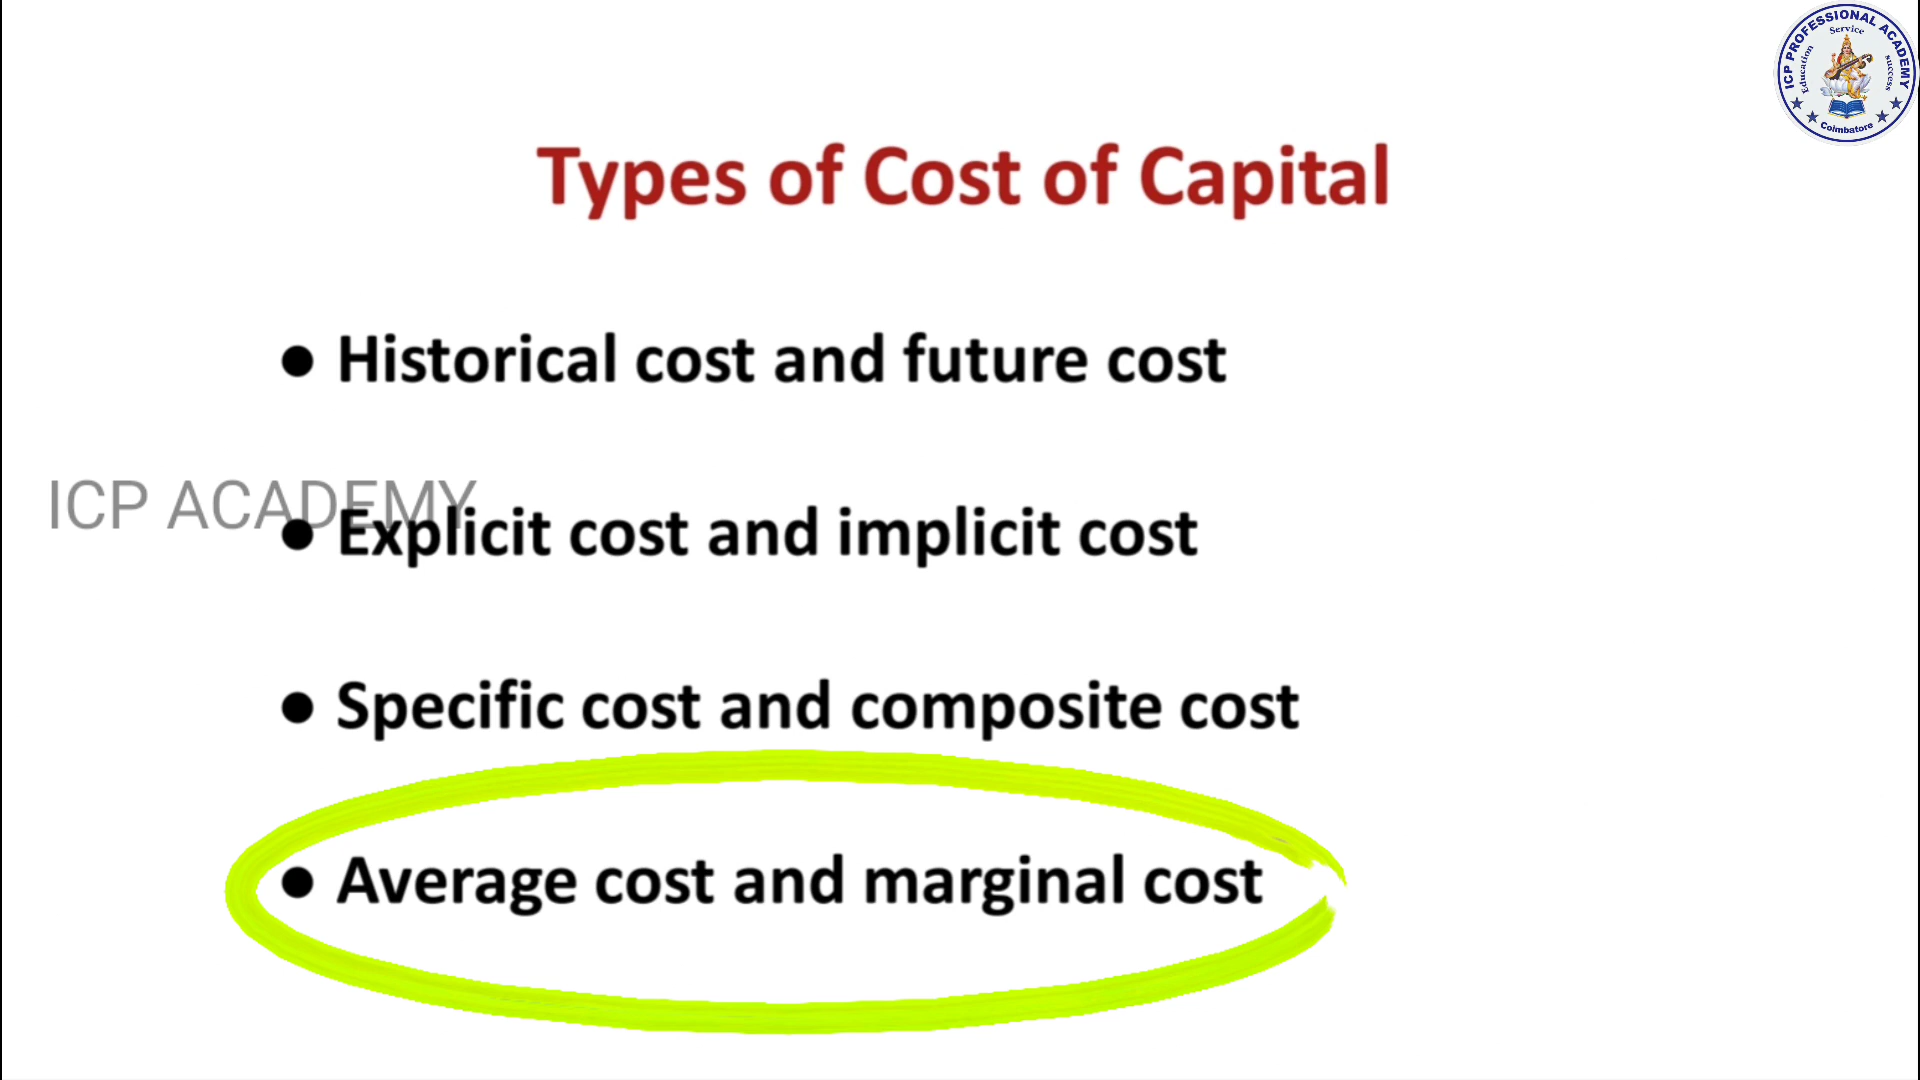 ICP PROFESSIONAL ACADEMY
Service
Education
success
Coimbatore
Types of Cost of Capital
● Historical cost and future cost
ICP ACADEMY
● Explicit cost and implicit cost
● Specific cost and composite cost
● Average cost and marginal cost